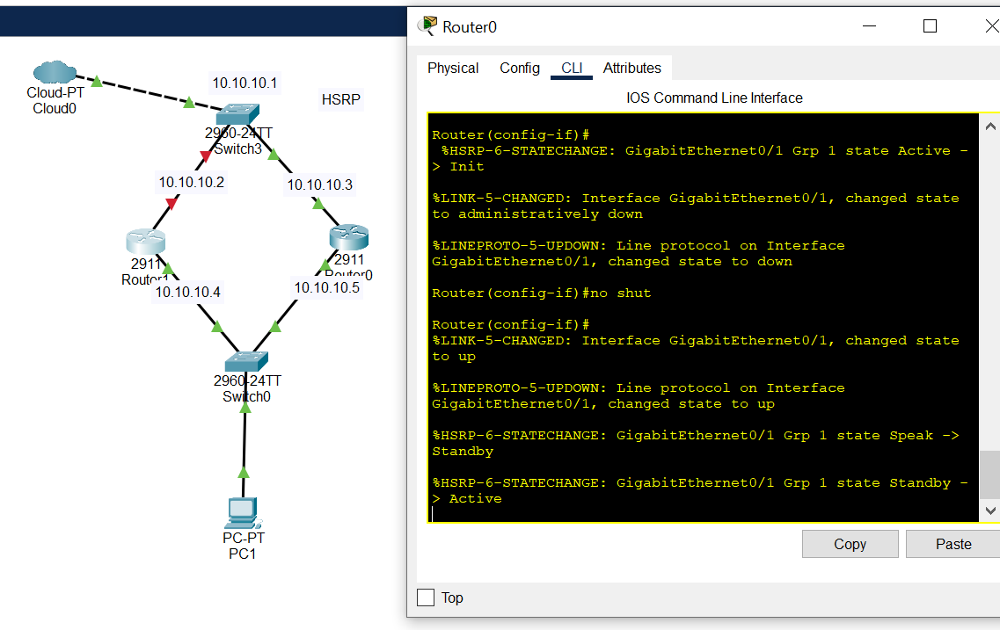 Cloud-PT
Cloud0
10.10.10.1
HSRP
2960-24TT
Switch3
10.10.10.2
10.10.10.3
2911
Router1
2911
Router0
10.10.10.4
10.10.10.5
2960-24TT
Switch0
PC-PT
PC1
Router0
Physical
Config
CLI
Attributes
IOS Command Line Interface
Router(config-if)#
%HSRP-6-STATECHANGE: GigabitEthernet0/1 Grp 1 state Active -
> Init
%LINK-5-CHANGED: Interface GigabitEthernet0/1, changed state
to administratively down
%LINEPROTO-5-UPDOWN: Line protocol on Interface
GigabitEthernet0/1, changed state to down
Router(config-if)#no shut
Router(config-if)#
%LINK-5-CHANGED: Interface GigabitEthernet0/1, changed state
to up
%LINEPROTO-5-UPDOWN: Line protocol on Interface
GigabitEthernet0/1, changed state to up
%HSRP-6-STATECHANGE: GigabitEthernet0/1 Grp 1 state Speak ->
Standby
%HSRP-6-STATECHANGE: GigabitEthernet0/1 Grp 1 state Standby -
> Active
Copy
Paste
Top